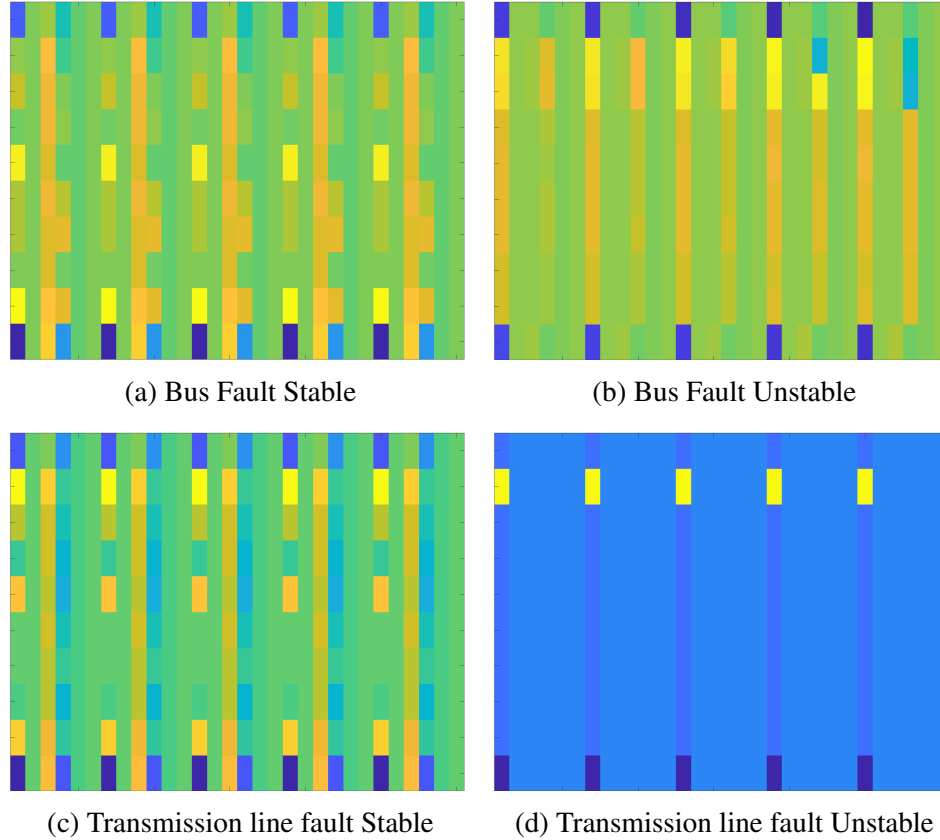 (a) Bus Fault Stable
(b) Bus Fault Unstable
(c) Transmission line fault Stable
(d) Transmission line fault Unstable